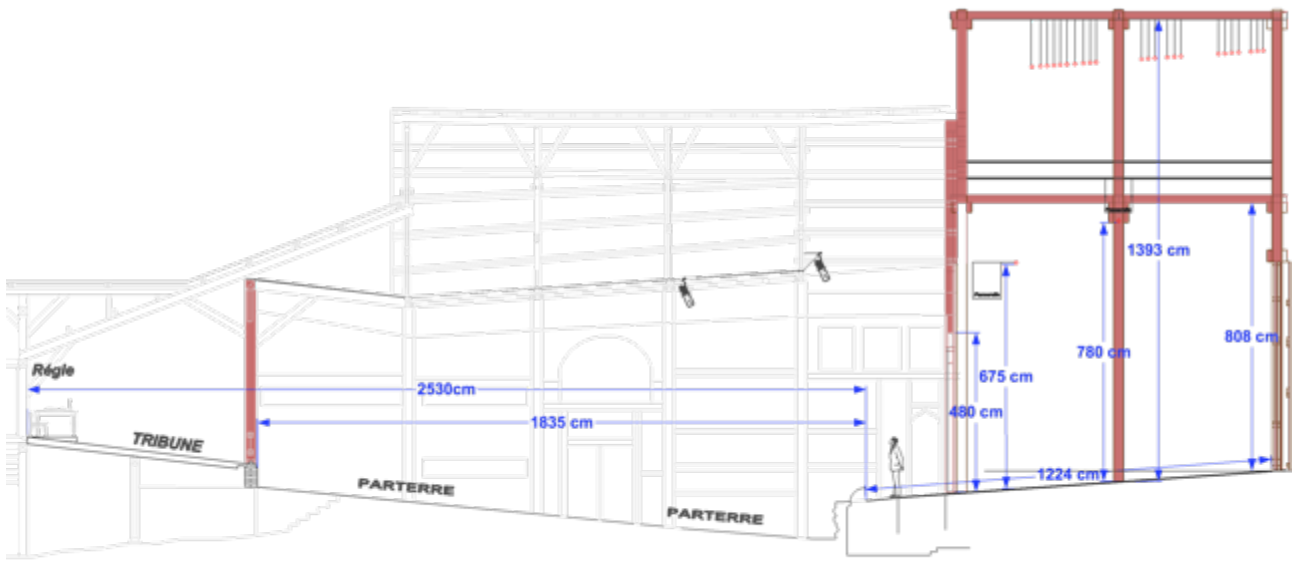 1393 cm
808 cm
780 cm
Régie
675 cm
2530cm
480 cm
1835 cm
TRIBUNE
1224 cm
PARTERRE
PARTERRE